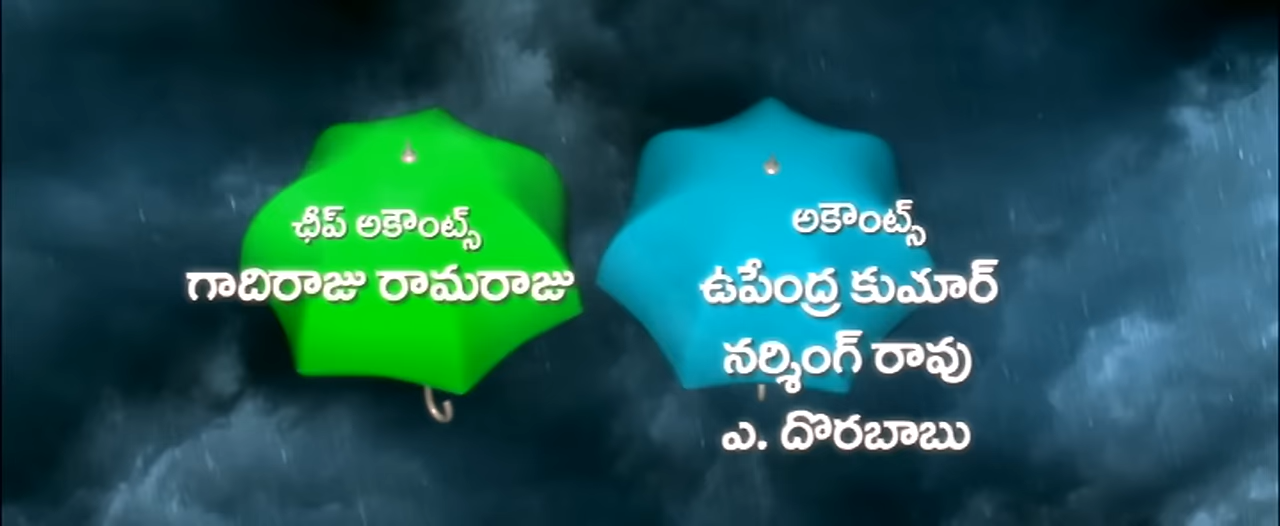 ఛీప్ అకౌంట్స్
గాదిరాజు రామరాజు
అకౌంట్స్
ఉపేంద్ర కుమార్
నర్శింగ్ రావు
ఎ. దొరబాబు